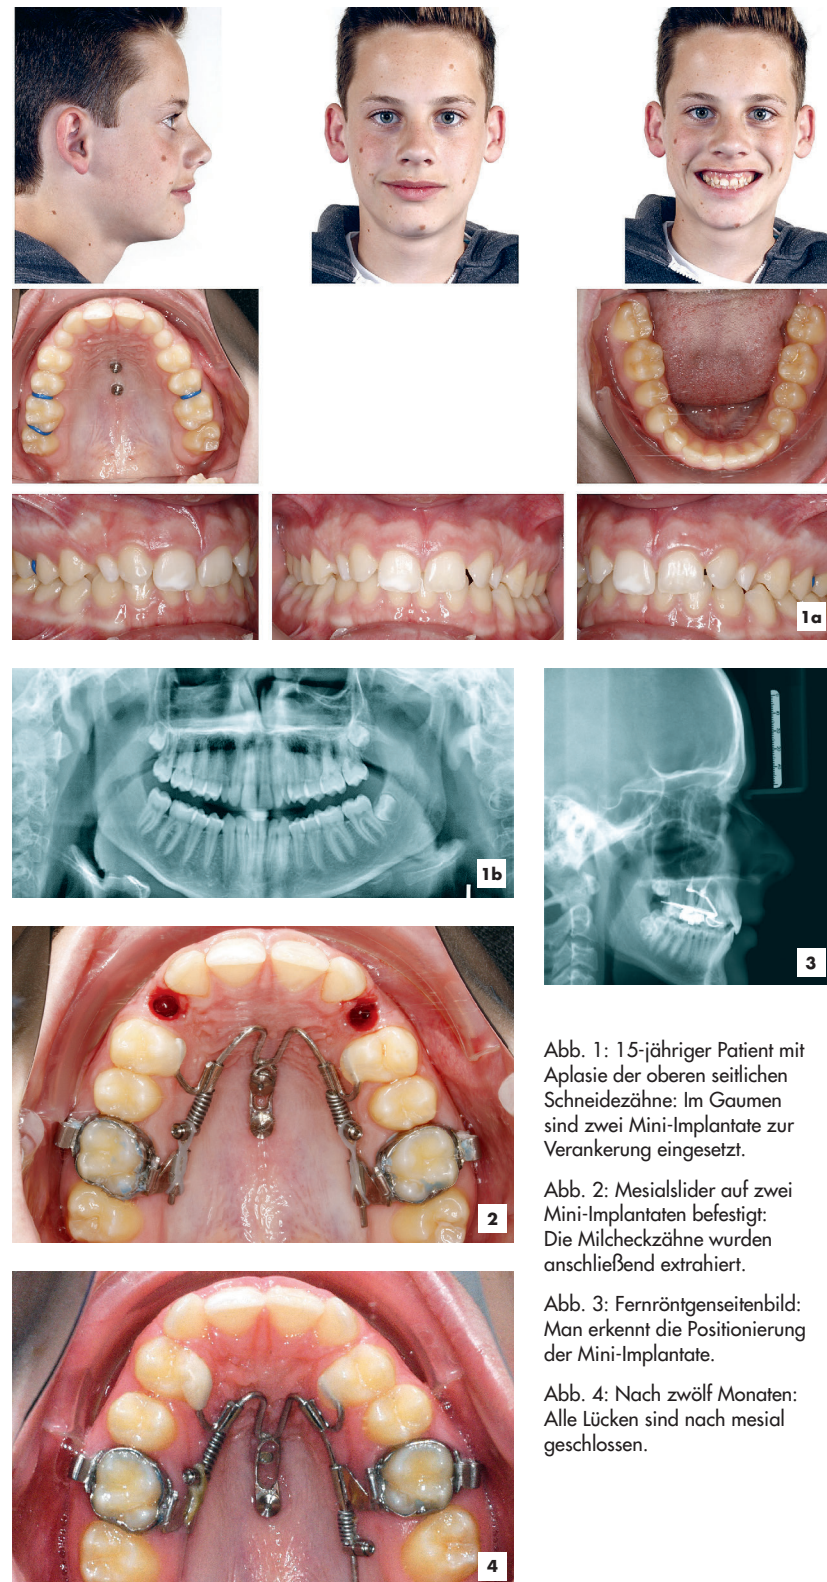 1a
1b
3
2
Abb. 1: 15-jähriger Patient mit
Aplasie der oberen seitlichen
Schneidezähne: Im Gaumen
sind zwei Mini-Implantate zur
Verankerung eingesetzt.
Abb. 2: Mesialslider auf zwei
Mini-Implantaten befestigt:
Die Milcheckzähne wurden
anschließend extrahiert.
Abb. 3: Fernröntgenseitenbild:
Man erkennt die Positionierung
der Mini-Implantate.
Abb. 4: Nach zwölf Monaten:
Alle Lücken sind nach mesial
geschlossen.
4